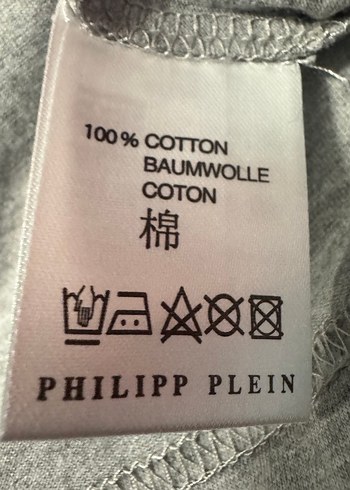 100% COTTON
BAUMWOLLE
COTON
棉
PHILIPP PLEIN